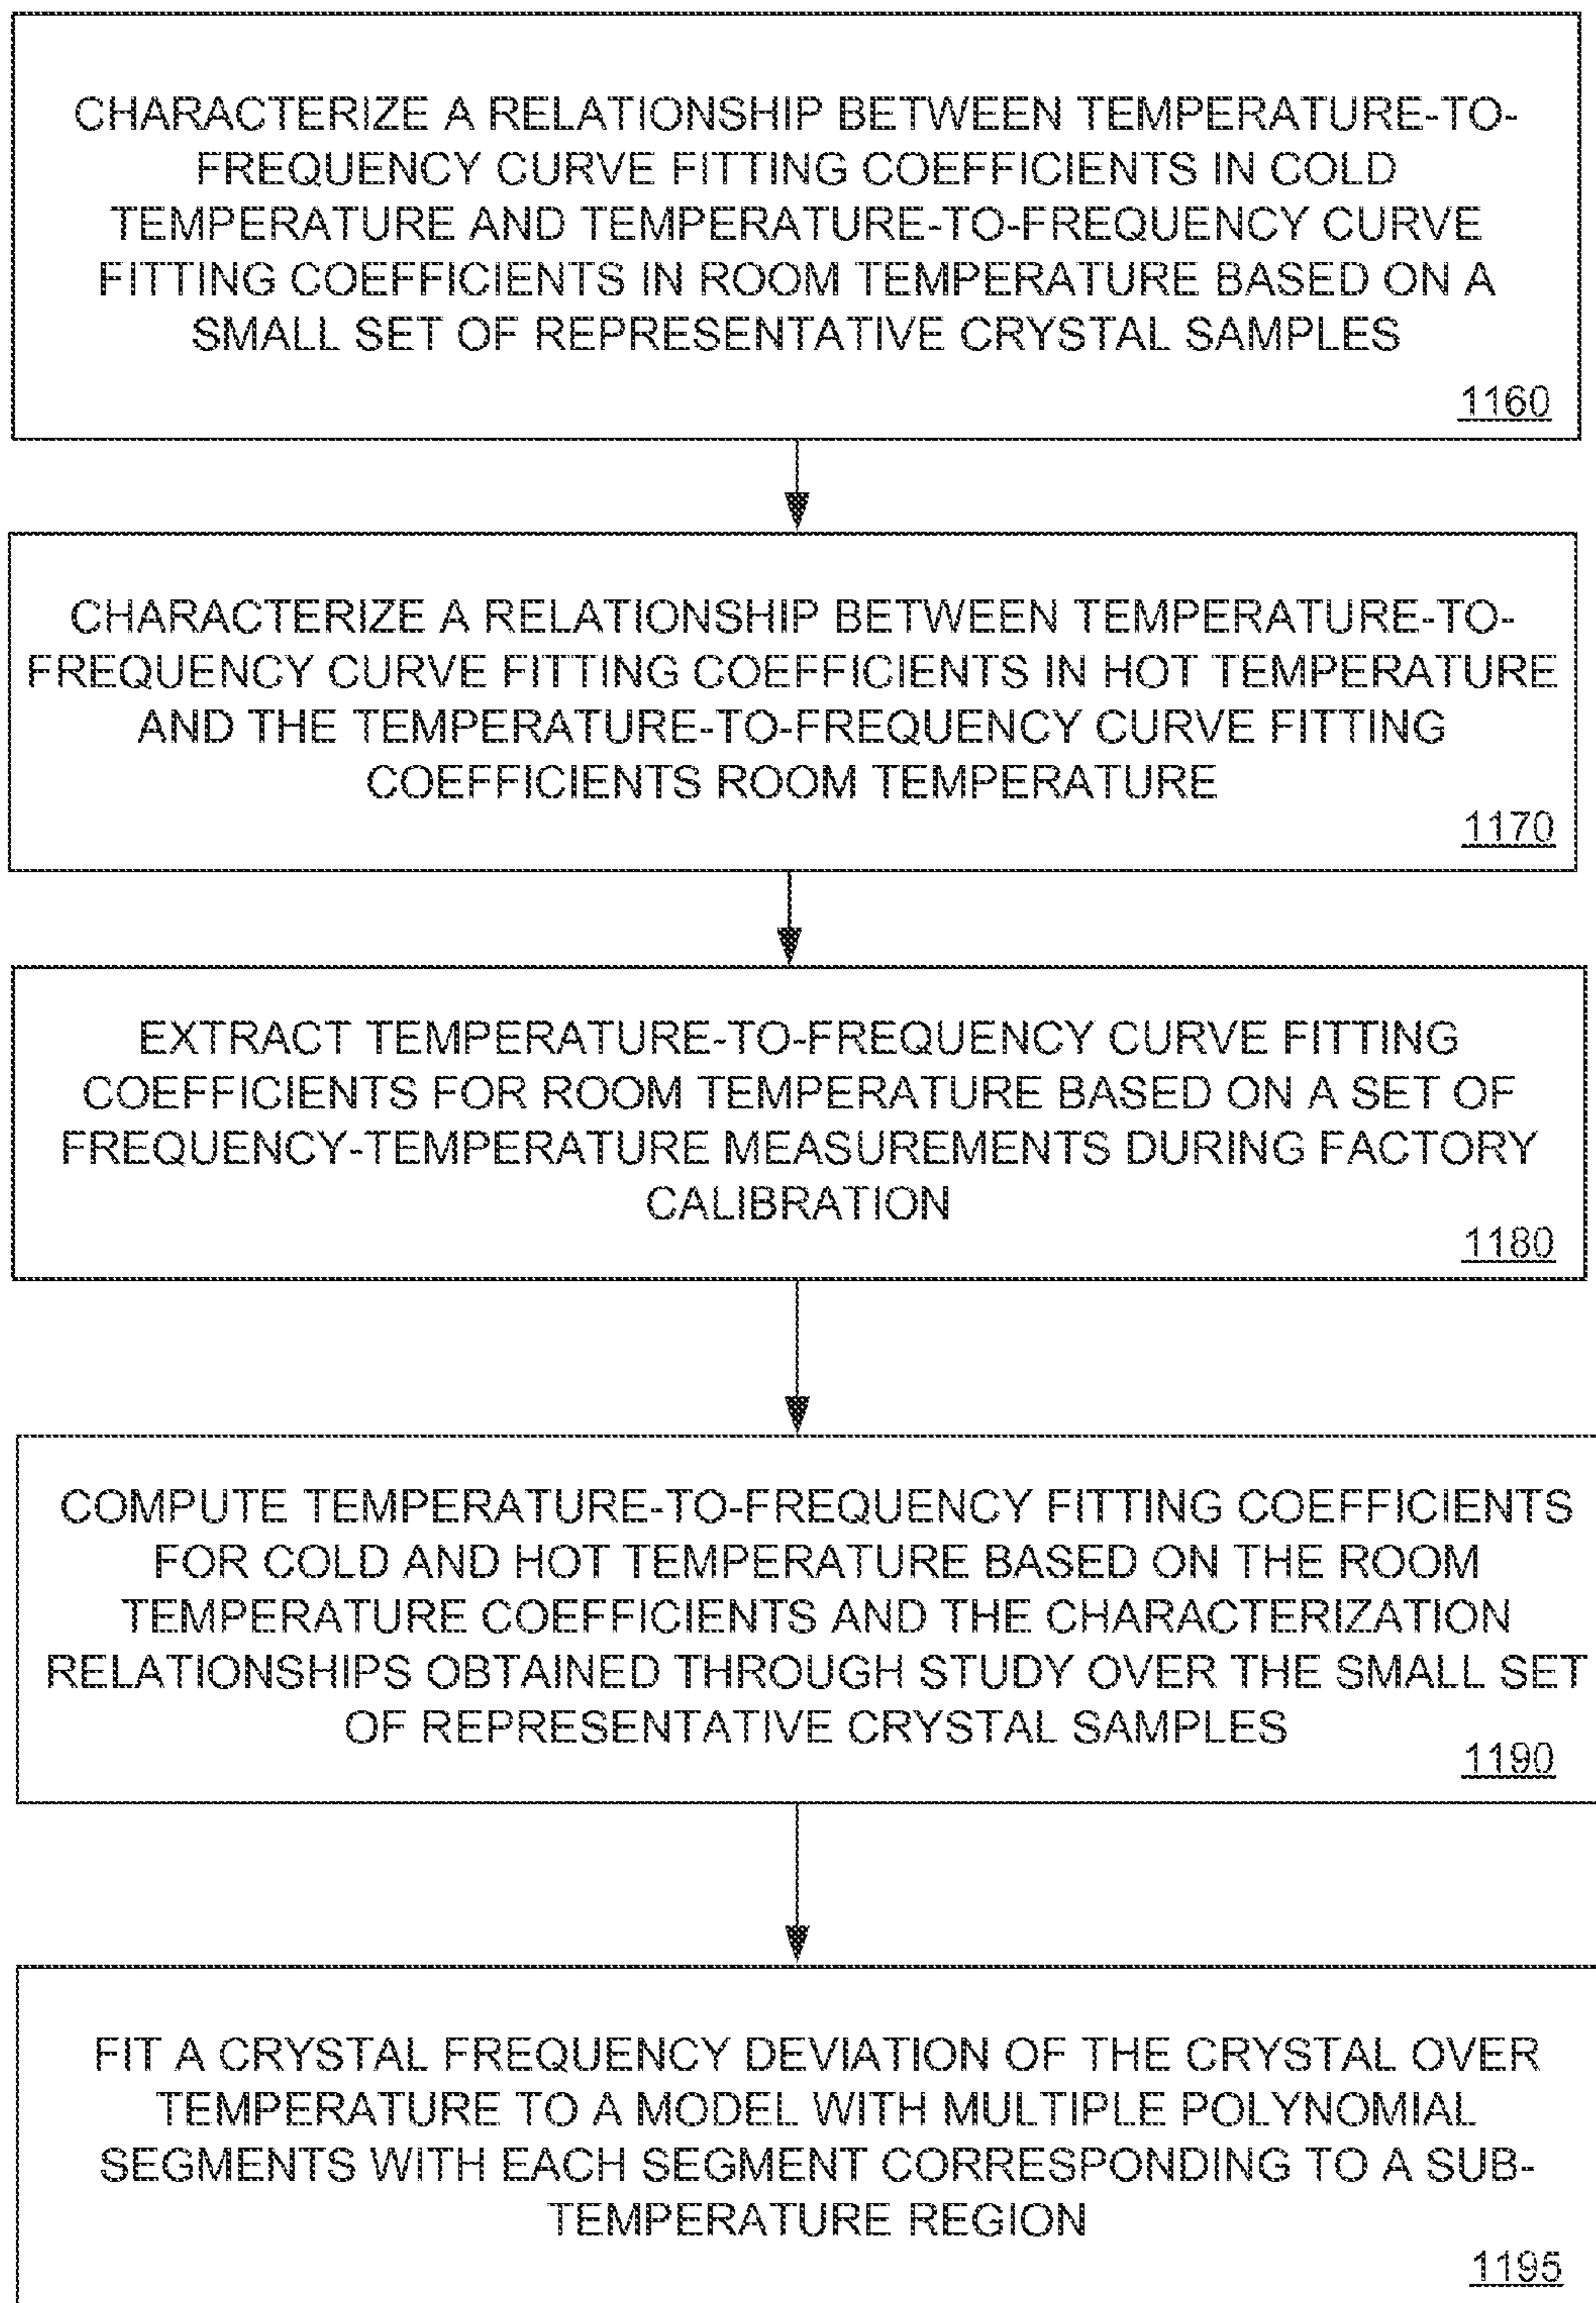 CHARACTERIZE A RELATIONSHIP BETWEEN TEMPERATURE-TO-
FREQUENCY CURVE FITTING COEFFICIENTS IN COLD
TEMPERATURE AND TEMPERATURE-TO-FREQUENCY CURVE
FITTING COEFFICIENTS IN ROOM TEMPERATURE BASED ON A
SMALL SET OF REPRESENTATIVE CRYSTAL SAMPLES
1160
CHARACTERIZE A RELATIONSHIP BETWEEN TEMPERATURE-TO-
FREQUENCY CURVE FITTING COEFFICIENTS IN HOT TEMPERATURE
AND THE TEMPERATURE-TO-FREQUENCY CURVE FITTING
COEFFICIENTS ROOM TEMPERATURE
1170
EXTRACT TEMPERATURE-TO-FREQUENCY CURVE FITTING
COEFFICIENTS FOR ROOM TEMPERATURE BASED ON A SET OF
FREQUENCY-TEMPERATURE MEASUREMENTS DURING FACTORY
CALIBRATION
1180
COMPUTE TEMPERATURE-TO-FREQUENCY FITTING COEFFICIENTS
FOR COLD AND HOT TEMPERATURE BASED ON THE ROOM
TEMPERATURE COEFFICIENTS AND THE CHARACTERIZATION
RELATIONSHIPS OBTAINED THROUGH STUDY OVER THE SMALL SET
OF REPRESENTATIVE CRYSTAL SAMPLES
1190
FIT A CRYSTAL FREQUENCY DEVIATION OF THE CRYSTAL OVER
TEMPERATURE TO A MODEL WITH MULTIPLE POLYNOMIAL
SEGMENTS WITH EACH SEGMENT CORRESPONDING TO A SUB-
TEMPERATURE REGION
1195